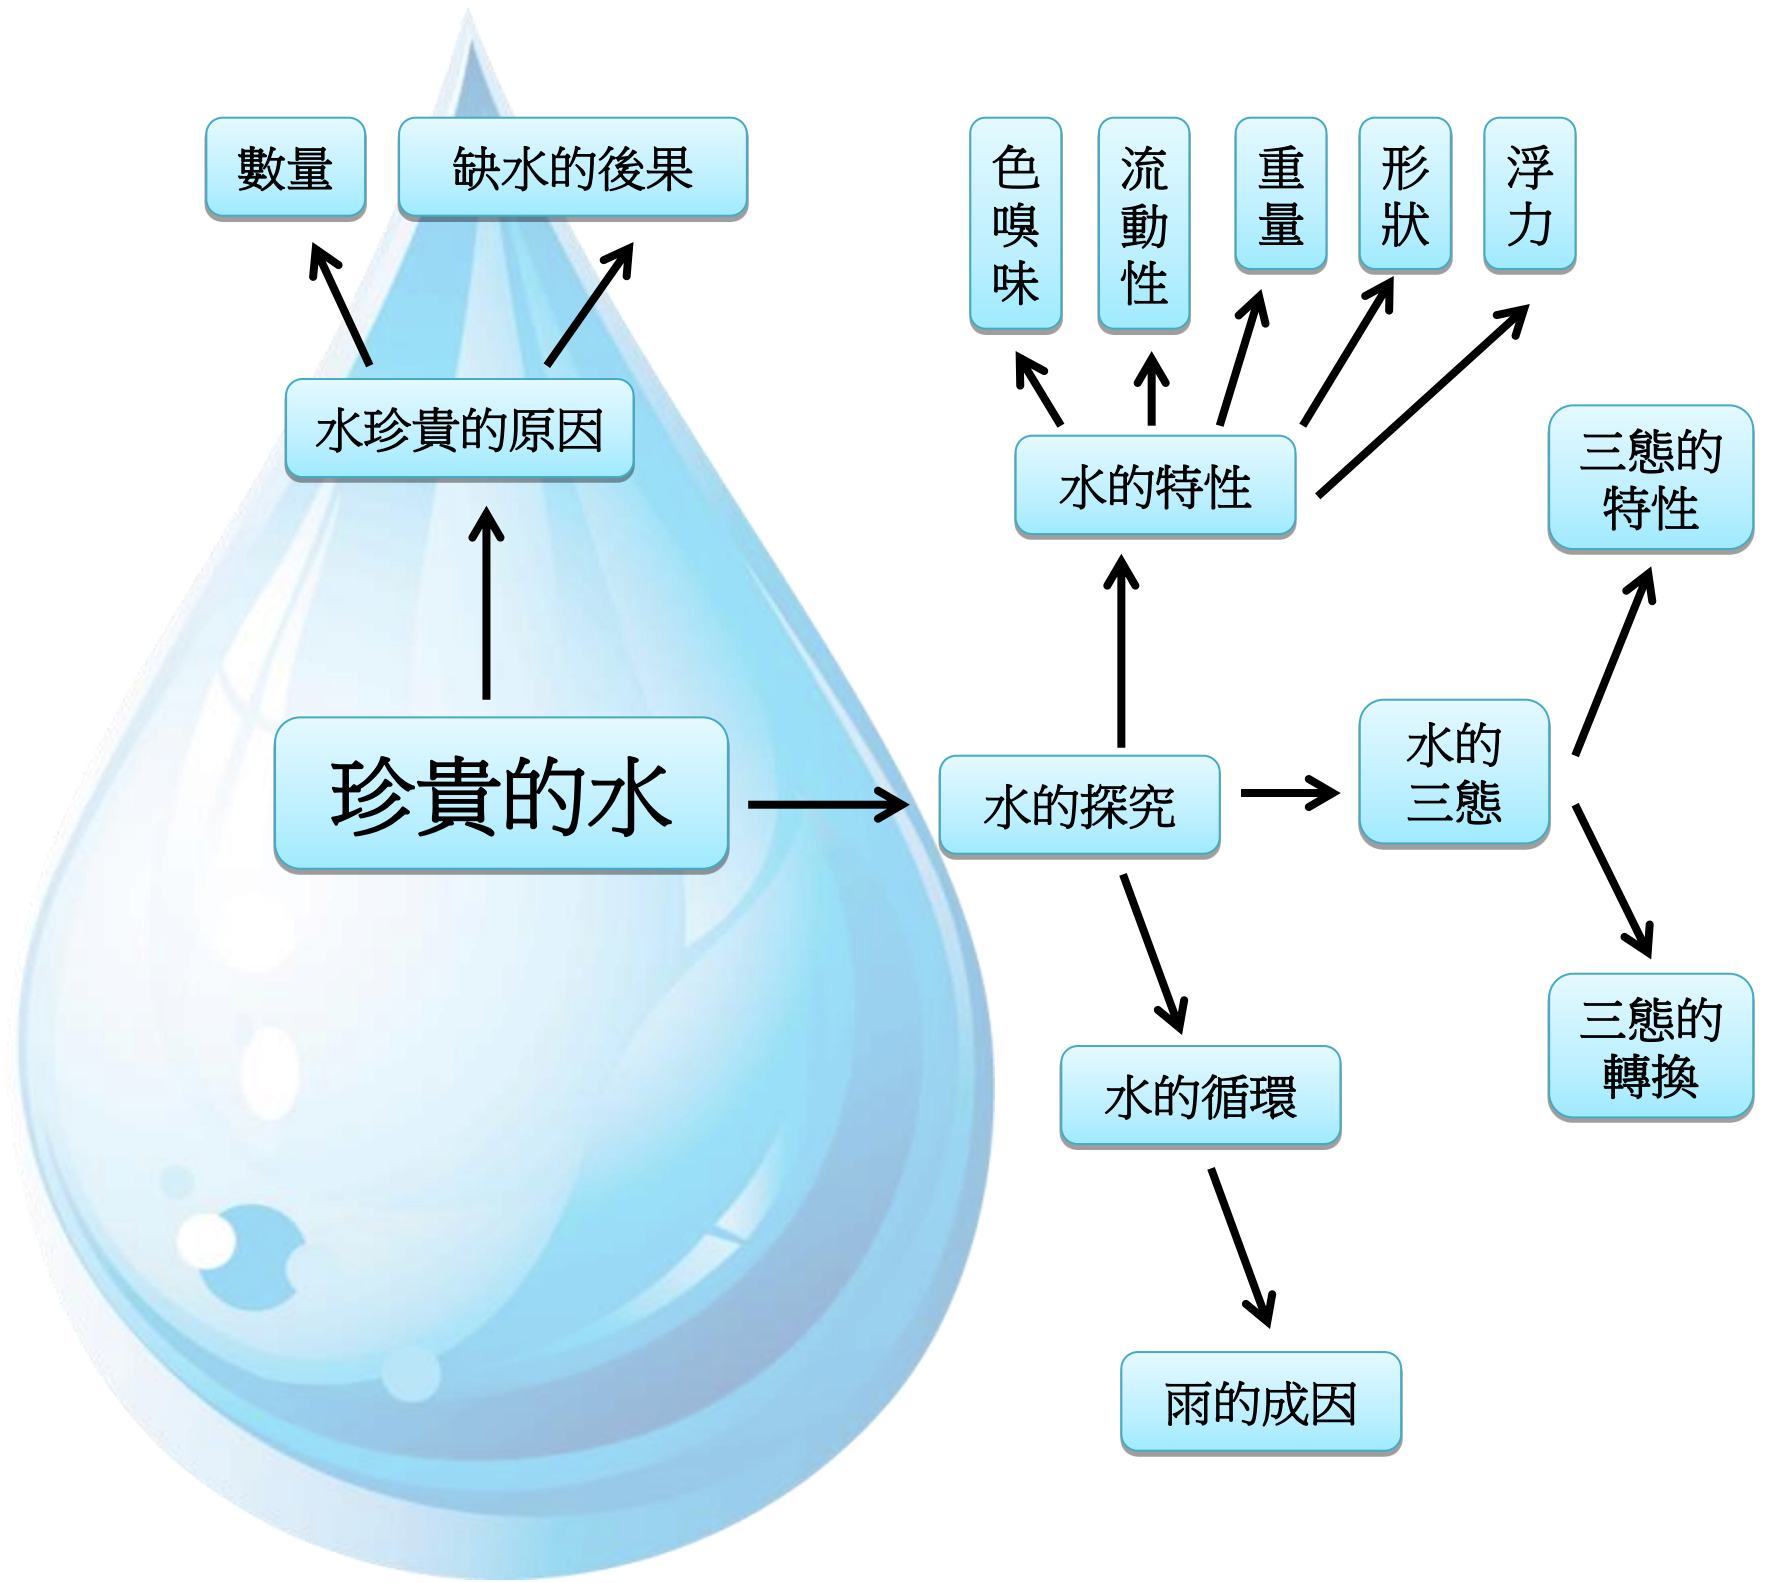 數量
缺水的後果
色嗅味
流動性
重量
形狀
浮力
水珍貴的原因
水的特性
三態的
特性
珍貴的水
水的探究
水的
三態
三態的
轉換
水的循環
雨的成因